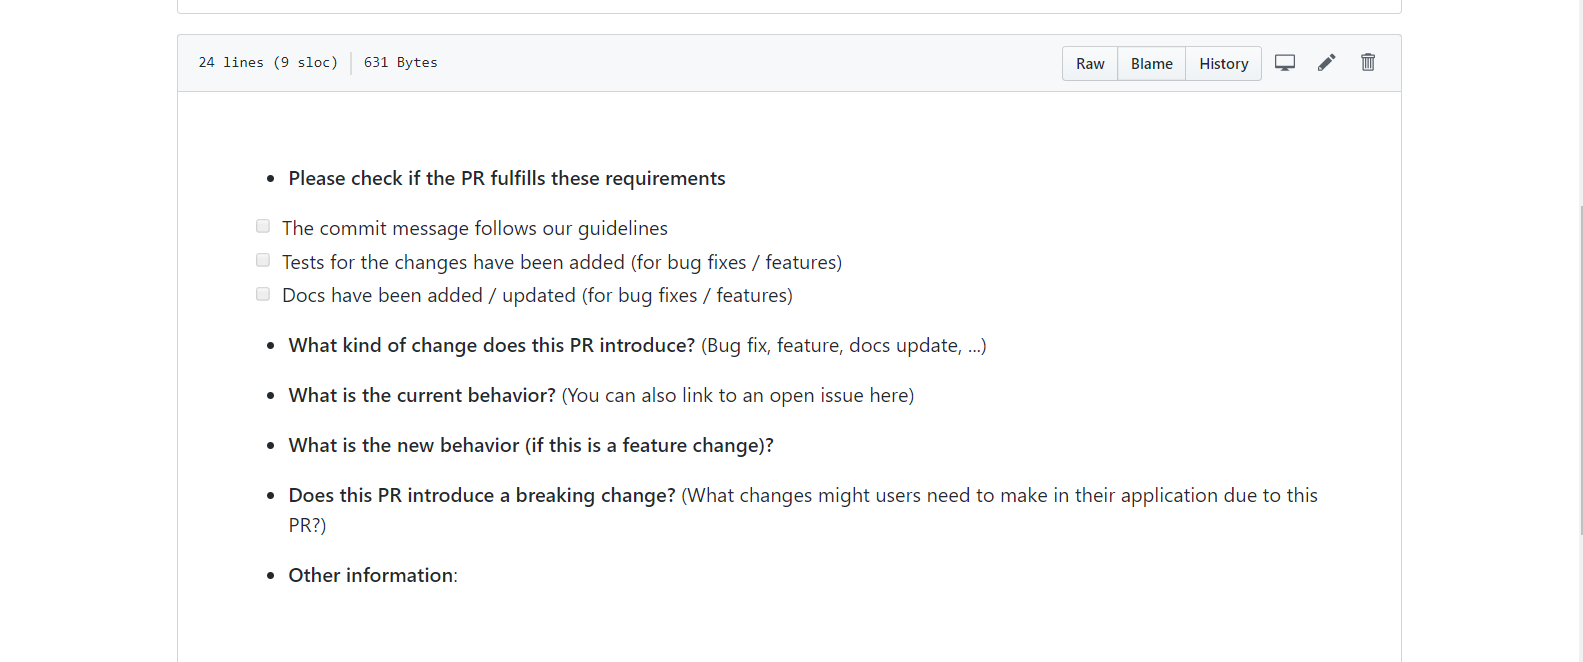 24 lines (9 sloc) 631 Bytes Raw Blame History
Please check if the PR fulfills these requirements
The commit message follows our guidelines
Tests for the changes have been added (for bug fixes / features)
Docs have been added / updated (for bug fixes / features)
What kind of change does this PR introduce? (Bug fix, feature, docs update, ...)
What is the current behavior? (You can also link to an open issue here)
What is the new behavior (if this is a feature change)?
Does this PR introduce a breaking change? (What changes might users need to make in their application due to this
PR?)
Other information: